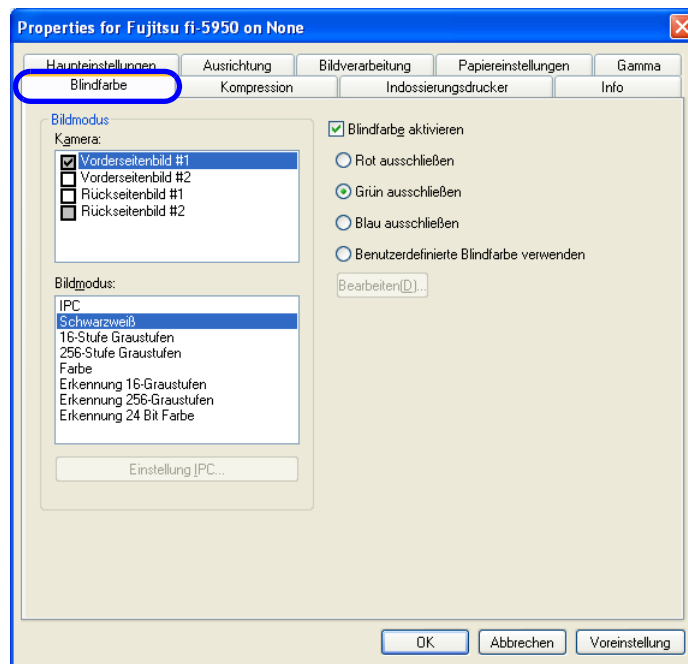 Properties for Fujitsu fi-5950 on None
Haupteinstellungen Ausrichtung Bildverarbeitung Papiereinstellungen Gamma
Blindfarbe Kompression Indossierungsdrucker Info
Bildmodus
Kamera:
Vorderseitenbild #1
Vorderseitenbild #2
Rückseitenbild #1
Rückseitenbild #2
Bildmodus:
IPC
Schwarzweiß
16-Stufe Graustufen
256-Stufe Graustufen
Farbe
Erkennung 16-Graustufen
Erkennung 256-Graustufen
Erkennung 24 Bit Farbe
Einstellung IPC...
Blindfarbe aktivieren
Rot ausschließen
Grün ausschließen
Blau ausschließen
Benutzerdefinierte Blindfarbe verwenden
Bearbeiten(D)...
OK Abbrechen Voreinstellung